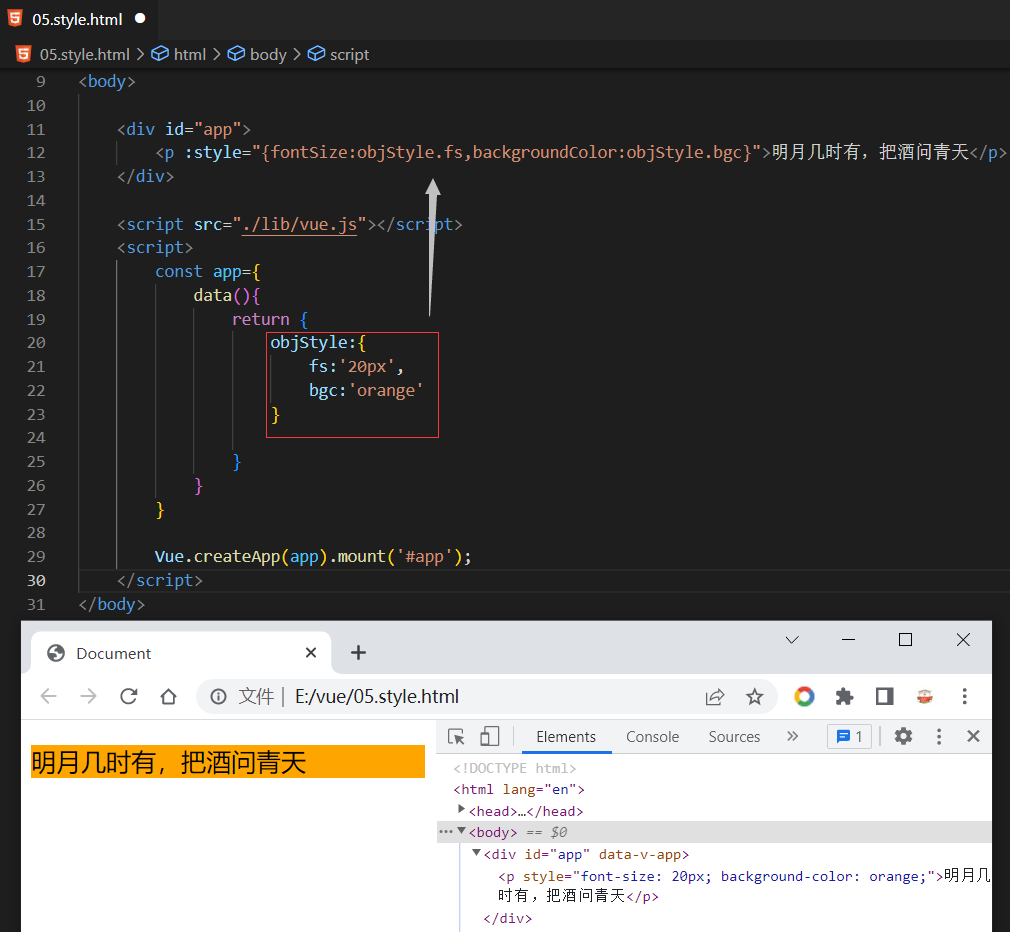 05.style.html ●
05.style.html > html > body > script
9 <body>
10
11 <div id="app">
12 <p :style="{fontSize:objStyle.fs,backgroundColor:objStyle.bgc}">明月几时有，把酒问青天</p>
13 </div>
14
15 <script src="./lib/vue.js"></script>
16 <script>
17 const app={
18 data(){
19 return {
20 objStyle:{
21 fs:'20px',
22 bgc:'orange'
23 }
24
25 }
26 }
27 }
28
29 Vue.createApp(app).mount('#app');
30 </script>
31 </body>
Document
文件 | E:/vue/05.style.html
Elements Console Sources » 1
明月几时有，把酒问青天
<!DOCTYPE html>
<html lang="en">
<head>…</head>
<body> == $0
<div id="app" data-v-app>
<p style="font-size: 20px; background-color: orange;">明月几
时有，把酒问青天</p>
</div>